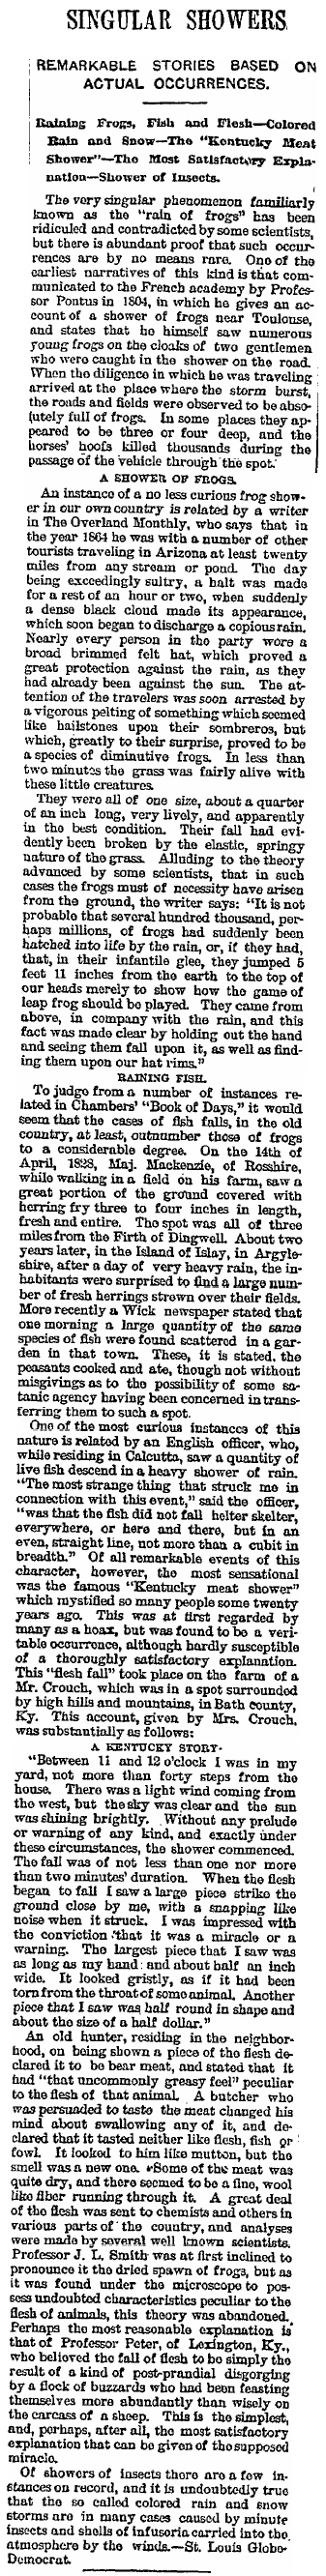 SINGULAR SHOWERS.
REMARKABLE STORIES BASED ON
ACTUAL OCCURRENCES.
Raining Frogs, Fish and Flesh—Colored
Rain and Snow—The "Kentucky Meat
Shower"—The Most Satisfactory Expla-
nation—Shower of Insects.
The very singular phenomenon familiarly
known as the "rain of frogs" has been
ridiculed and contradicted by some scientists,
but there is abundant proof that such occur-
rences are by no means rare. One of the
earliest narratives of this kind is that com-
municated to the French academy by Profes-
sor Pontus in 1804, in which he gives an ac-
count of a shower of frogs near Toulouse,
and states that he himself saw numerous
young frogs on the cloaks of two gentlemen
who were caught in the shower on the road.
When the diligence in which he was traveling
arrived at the place where the storm burst,
the roads and fields were observed to be abso-
lutely full of frogs. In some places they ap-
peared to be three or four deep, and the
horses' hoofs killed thousands during the
passage of the vehicle through the spot.
A SHOWER OF FROGS.
An instance of a no less curious frog show-
er in our own country is related by a writer
in The Overland Monthly, who says that in
the year 1864 he was with a number of other
tourists traveling in Arizona at least twenty
miles from any stream or pond. The day
being exceedingly sultry, a halt was made
for a rest of an hour or two, when suddenly
a dense black cloud made its appearance,
which soon began to discharge a copious rain.
Nearly every person in the party wore a
broad brimmed felt hat, which proved a
great protection against the rain, as they
had already been against the sun. The at-
tention of the travelers was soon arrested by
a vigorous pelting of something which seemed
like hailstones upon their sombreros, but
which, greatly to their surprise, proved to be
a species of diminutive frogs. In less than
two minutes the grass was fairly alive with
these little creatures.
They were all of one size, about a quarter
of an inch long, very lively, and apparently
in the best condition. Their fall had evi-
dently been broken by the elastic, springy
nature of the grass. Alluding to the theory
advanced by some scientists, that in such
cases the frogs must of necessity have arisen
from the ground, the writer says: "It is not
probable that several hundred thousand, per-
haps millions, of frogs had suddenly been
hatched into life by the rain, or, if they had,
that, in their infantile glee, they jumped 5
feet 11 inches from the earth to the top of
our heads merely to show how the game of
leap frog should be played. They came from
above, in company with the rain, and this
fact was made clear by holding out the hand
and seeing them fall upon it, as well as find-
ing them upon our hat rims."
RAINING FISH.
To judge from a number of instances re-
lated in Chambers' "Book of Days," it would
seem that the cases of fish falls, in the old
country, at least, outnumber those of frogs
to a considerable degree. On the 14th of
April, 1828, Maj. Mackenzie, of Rosshire,
while walking in a field on his farm, saw a
great portion of the ground covered with
herring fry three to four inches in length,
fresh and entire. The spot was all of three
miles from the Firth of Dingwell. About two
years later, in the Island of Islay, in Argyle-
shire, after a day of very heavy rain, the in-
habitants were surprised to find a large num-
ber of fresh herrings strewn over their fields.
More recently a Wick newspaper stated that
one morning a large quantity of the same
species of fish were found scattered in a gar-
den in that town. These, it is stated, the
peasants cooked and ate, though not without
misgivings as to the possibility of some sa-
tanic agency having been concerned in trans-
ferring them to such a spot.
One of the most curious instances of this
nature is related by an English officer, who,
while residing in Calcutta, saw a quantity of
live fish descend in a heavy shower of rain.
"The most strange thing that struck me in
connection with this event," said the officer,
"was that the fish did not fall helter skelter,
everywhere, or here and there, but in an
even, straight line, not more than a cubit in
breadth." Of all remarkable events of this
character, however, the most sensational
was the famous "Kentucky meat shower"
which mystified so many people some twenty
years ago. This was at first regarded by
many as a hoax, but was found to be a veri-
table occurrence, although hardly susceptible
of a thoroughly satisfactory explanation.
This "flesh fall" took place on the farm of a
Mr. Crouch, which was in a spot surrounded
by high hills and mountains, in Bath county,
Ky. This account, given by Mrs. Crouch,
was substantially as follows:
A KENTUCKY STORY.
"Between 11 and 12 o'clock I was in my
yard, not more than forty steps from the
house. There was a light wind coming from
the west, but the sky was clear and the sun
was shining brightly. Without any prelude
or warning of any kind, and exactly under
these circumstances, the shower commenced.
The fall was of not less than one nor more
than two minutes' duration. When the flesh
began to fall I saw a large piece strike the
ground close by me, with a snapping like
noise when it struck. I was impressed with
the conviction that it was a miracle or a
warning. The largest piece that I saw was
as long as my hand and about half an inch
wide. It looked gristly, as if it had been
torn from the throat of some animal. Another
piece that I saw was half round in shape and
about the size of a half dollar."
An old hunter, residing in the neighbor-
hood, on being shown a piece of the flesh de-
clared it to be bear meat, and stated that it
had "that uncommonly greasy feel" peculiar
to the flesh of that animal. A butcher who
was persuaded to taste the meat changed his
mind about swallowing any of it, and de-
clared that it tasted neither like flesh, fish or
fowl. It looked to him like mutton, but the
smell was a new one. Some of the meat was
quite dry, and there seemed to be a fine, wool
like fiber running through it. A great deal
of the flesh was sent to chemists and others in
various parts of the country, and analyses
were made by several well known scientists.
Professor J. L. Smith was at first inclined to
pronounce it the dried spawn of frogs, but as
it was found under the microscope to pos-
sess undoubted characteristics peculiar to the
flesh of animals, this theory was abandoned.
Perhaps the most reasonable explanation is
that of Professor Peter, of Lexington, Ky.,
who believed the fall of flesh to be simply the
result of a kind of post-prandial disgorging
by a flock of buzzards who had been feasting
themselves more abundantly than wisely on
the carcass of a sheep. This is the simplest,
and, perhaps, after all, the most satisfactory
explanation that can be given of the supposed
miracle.
Of showers of insects there are a few in-
stances on record, and it is undoubtedly true
that the so called colored rain and snow
storms are in many cases caused by minute
insects and shells of infusoria carried into the
atmosphere by the winds.—St. Louis Globe-
Democrat.